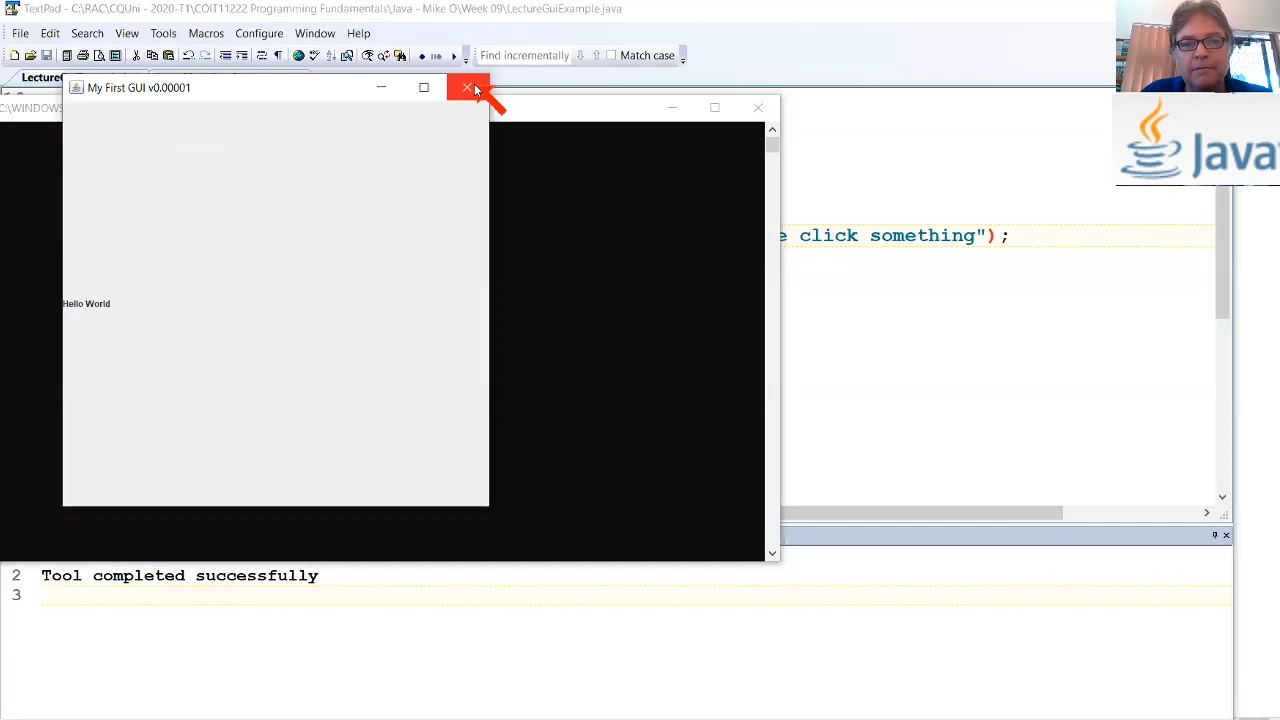 TextPad - C:\RAC\CQUni - 2020-T1\COIT11222 Programming Fundamentals\Java - Mike O\Week 09\LectureGuiExample.java
File Edit Search View Tools Macros Configure Window Help
Find incrementally Match case
LectureG
My First GUI v0.00001
C:\WINDOWS
Java
e click something");
Hello World
2 Tool completed successfully
3